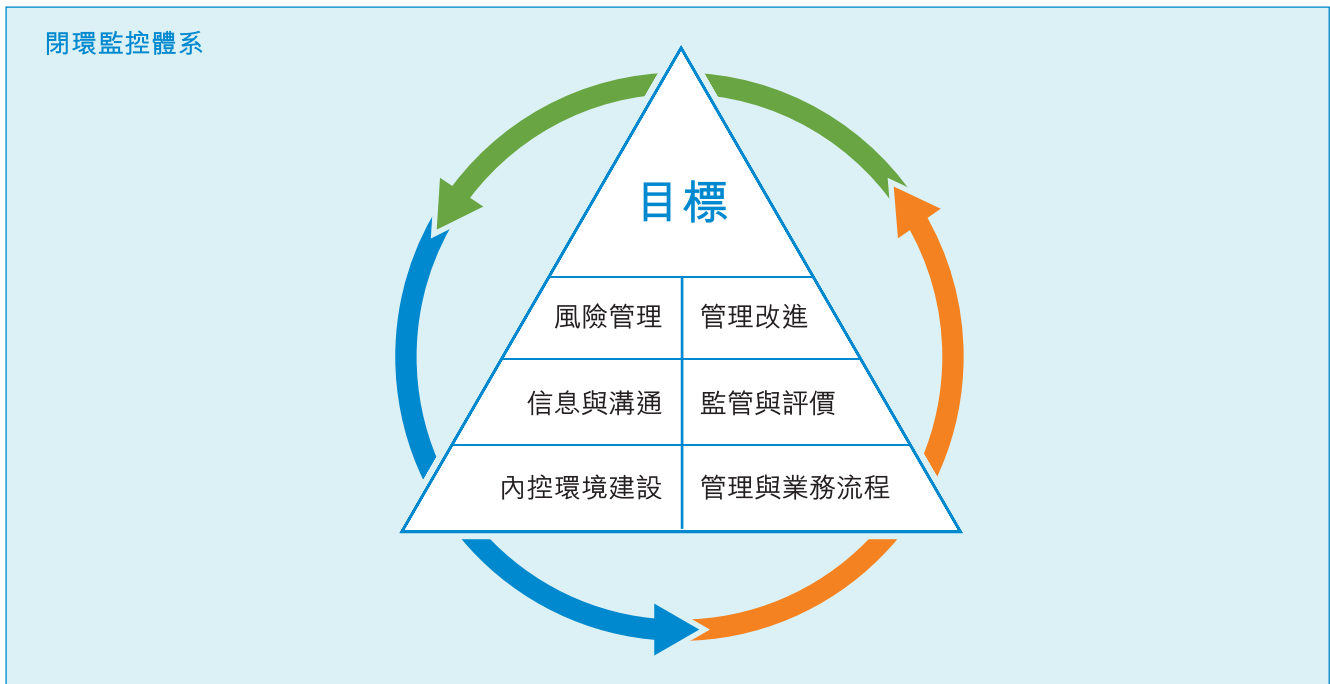 閉環監控體系
目標
風險管理 管理改進
信息與溝通 監管與評價
內控環境建設 管理與業務流程